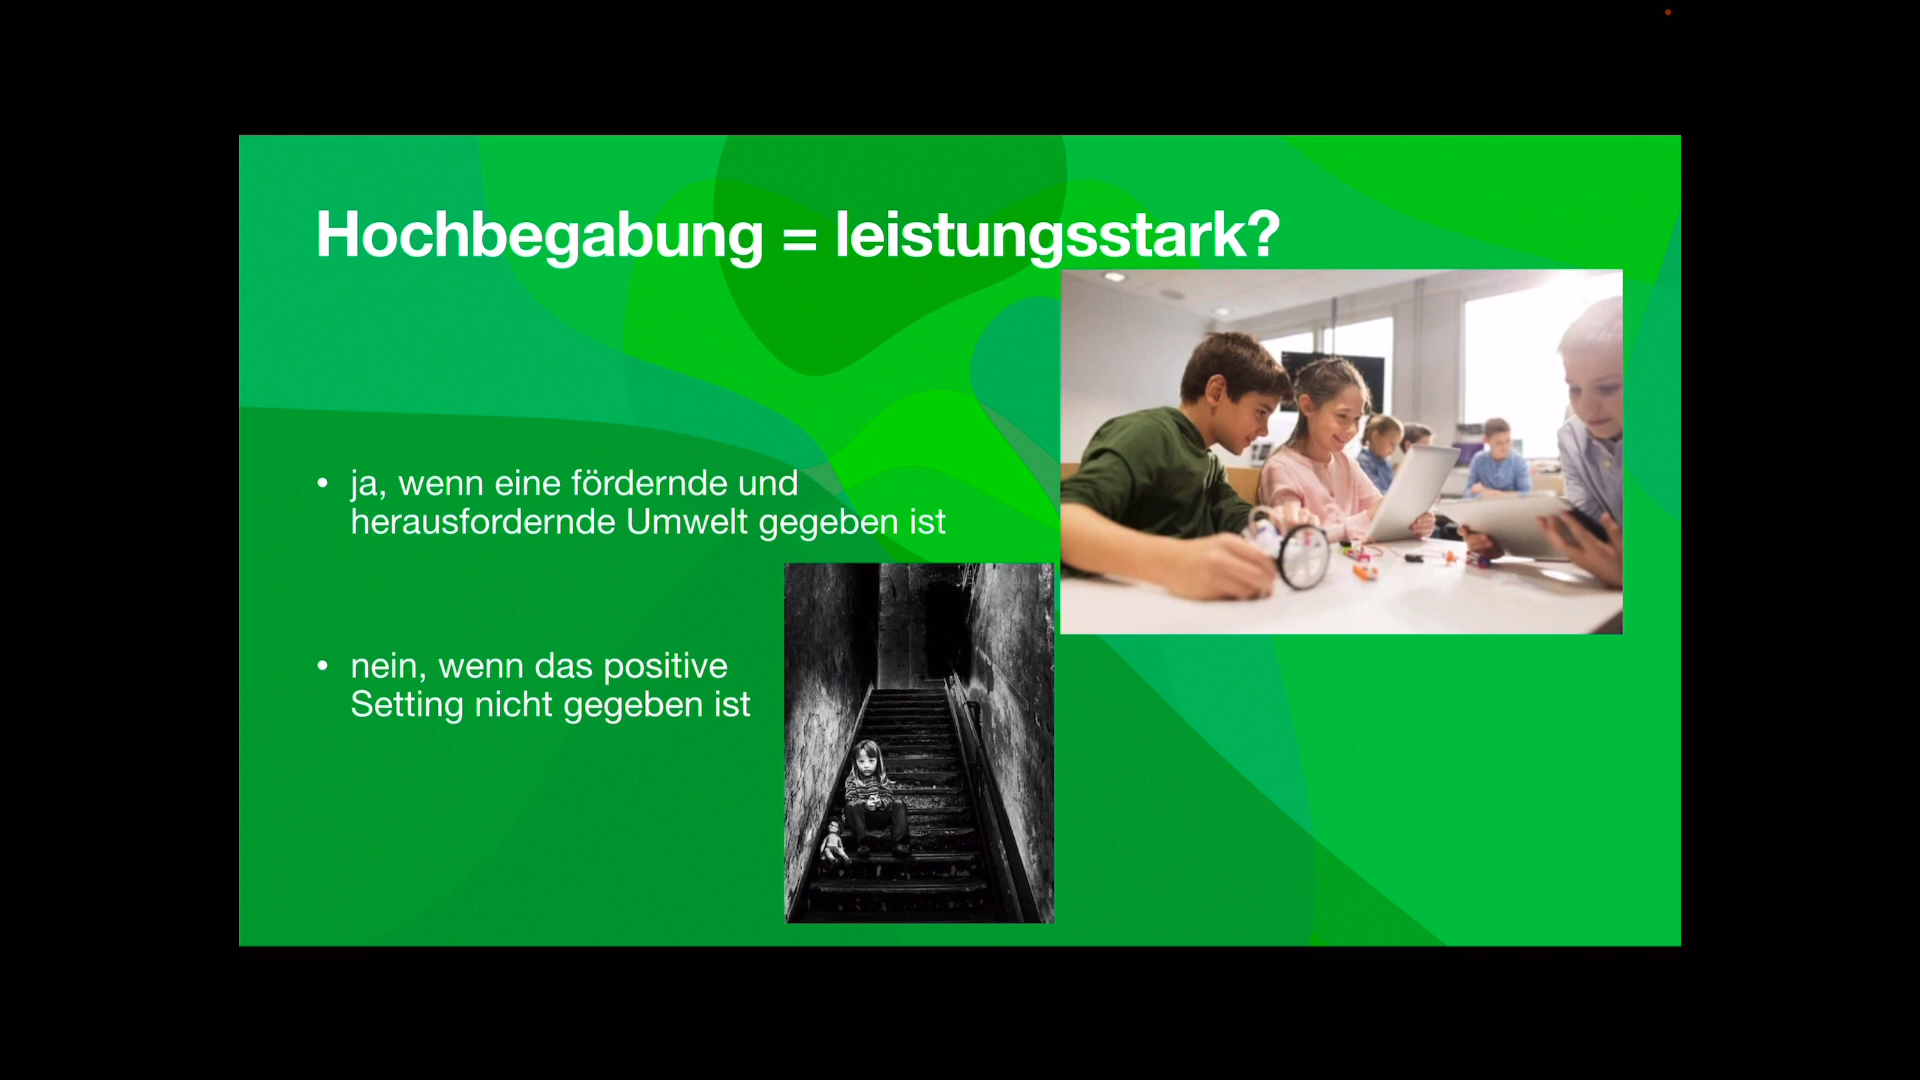 Hochbegabung = leistungsstark?
• ja, wenn eine fördernde und
herausfordernde Umwelt gegeben ist
• nein, wenn das positive
Setting nicht gegeben ist